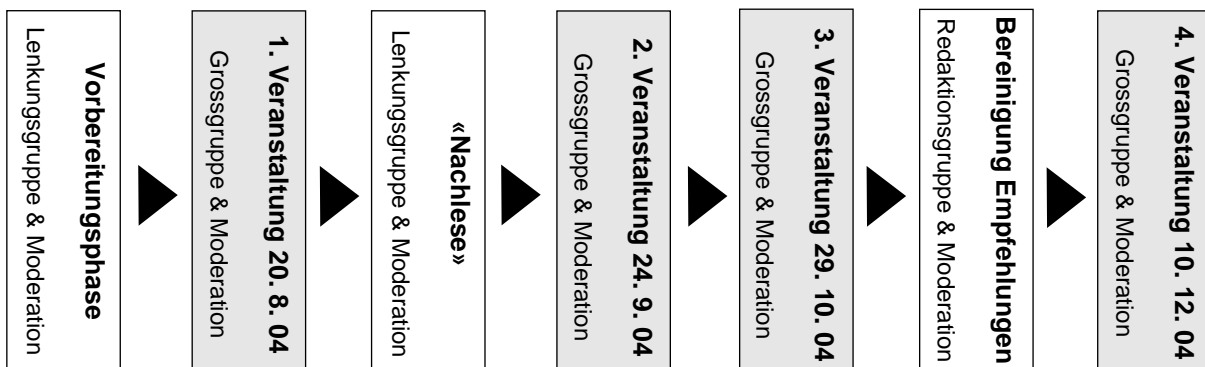 Vorbereitungsphase
Lenkungsgruppe & Moderation
1. Veranstaltung 20. 8. 04
Grossgruppe & Moderation
«Nachlese»
Lenkungsgruppe & Moderation
2. Veranstaltung 24. 9. 04
Grossgruppe & Moderation
3. Veranstaltung 29. 10. 04
Grossgruppe & Moderation
Bereinigung Empfehlungen
Redaktionsgruppe & Moderation
4. Veranstaltung 10. 12. 04
Grossgruppe & Moderation